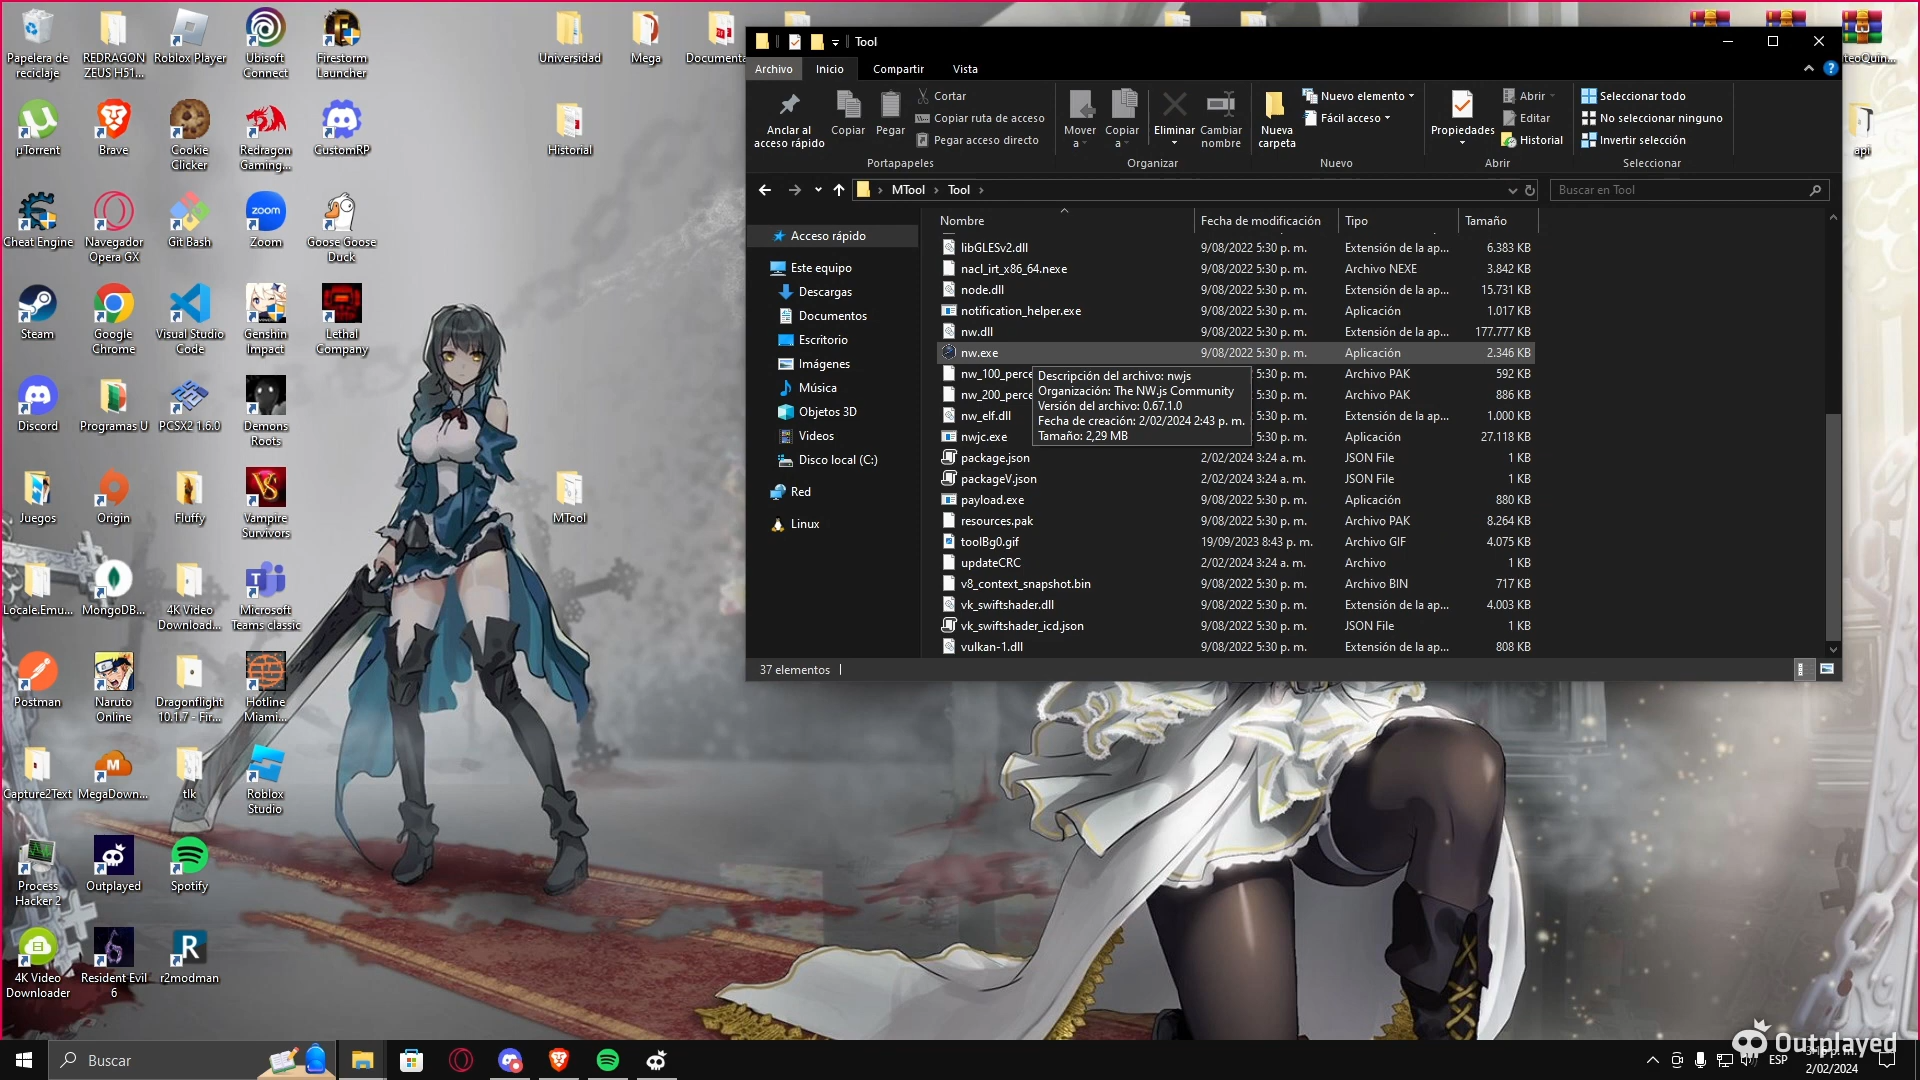 Papelera de
reciclaje
REDRAGON
ZEUS H51...
Roblox Player
Ubisoft
Connect
Firestorm
Launcher
µTorrent
Brave
Cookie
Clicker
Redragon
Gaming...
CustomRP
Cheat Engine
Navegador
Opera GX
Git Bash
zoom
Zoom
Goose Goose
Duck
Steam
Google
Chrome
Visual Studio
Code
Genshin
Impact
Lethal
Company
Discord
Programas U
PCSX2 1.6.0
Demons
Roots
Juegos
Origin
Fluffy
Vampire
Survivors
Locale.Emu...
MongoDB...
4K Video
Download...
Microsoft
Teams classic
Postman
Naruto
Online
Dragonflight
10.1.7 - Fir...
Hotline
Miami...
Capture2Text
MegaDown...
tlk
Roblox
Studio
Process
Hacker 2
Outplayed
Spotify
4K Video
Downloader
Resident Evil
6
r2modman
Universidad
Mega
Historial
MTool
api
Tool
Archivo
Inicio
Compartir
Vista
Anclar al
acceso rápido
Copiar
Pegar
Cortar
Copiar ruta de acceso
Pegar acceso directo
Portapapeles
Mover
a
Copiar
a
Eliminar
Cambiar
nombre
Organizar
Nueva
carpeta
Nuevo elemento
Fácil acceso
Nuevo
Propiedades
Abrir
Editar
Historial
Abrir
Seleccionar todo
No seleccionar ninguno
Invertir selección
Seleccionar
MTool
Tool
Buscar en Tool
Acceso rápido
Este equipo
Descargas
Documentos
Escritorio
Imágenes
Música
Objetos 3D
Videos
Disco local (C:)
Red
Linux
Nombre Fecha de modificación Tipo Tamaño
libGLESv2.dll 9/08/2022 5:30 p. m. Extensión de la ap... 6.383 KB
nacl_irt_x86_64.nexe 9/08/2022 5:30 p. m. Archivo NEXE 3.842 KB
node.dll 9/08/2022 5:30 p. m. Extensión de la ap... 15.731 KB
notification_helper.exe 9/08/2022 5:30 p. m. Aplicación 1.017 KB
nw.dll 9/08/2022 5:30 p. m. Extensión de la ap... 177.777 KB
nw.exe 9/08/2022 5:30 p. m. Aplicación 2.346 KB
nw_100_perce 5:30 p. m. Archivo PAK 592 KB
nw_200_perce 5:30 p. m. Archivo PAK 886 KB
nw_elf.dll 5:30 p. m. Extensión de la ap... 1.000 KB
nwjc.exe 5:30 p. m. Aplicación 27.118 KB
Descripción del archivo: nwjs
Organización: The NW.js Community
Versión del archivo: 0.67.1.0
Fecha de creación: 2/02/2024 2:43 p. m.
Tamaño: 2,29 MB
package.json 2/02/2024 3:24 a. m. JSON File 1 KB
packageV.json 2/02/2024 3:24 a. m. JSON File 1 KB
payload.exe 9/08/2022 5:30 p. m. Aplicación 880 KB
resources.pak 9/08/2022 5:30 p. m. Archivo PAK 8.264 KB
toolBg0.gif 19/09/2023 8:43 p. m. Archivo GIF 4.075 KB
updateCRC 2/02/2024 3:24 a. m. Archivo 1 KB
v8_context_snapshot.bin 9/08/2022 5:30 p. m. Archivo BIN 717 KB
vk_swiftshader.dll 9/08/2022 5:30 p. m. Extensión de la ap... 4.003 KB
vk_swiftshader_icd.json 9/08/2022 5:30 p. m. JSON File 1 KB
vulkan-1.dll 9/08/2022 5:30 p. m. Extensión de la ap... 808 KB
37 elementos
Buscar
Outplayed
ESP
2/02/2024